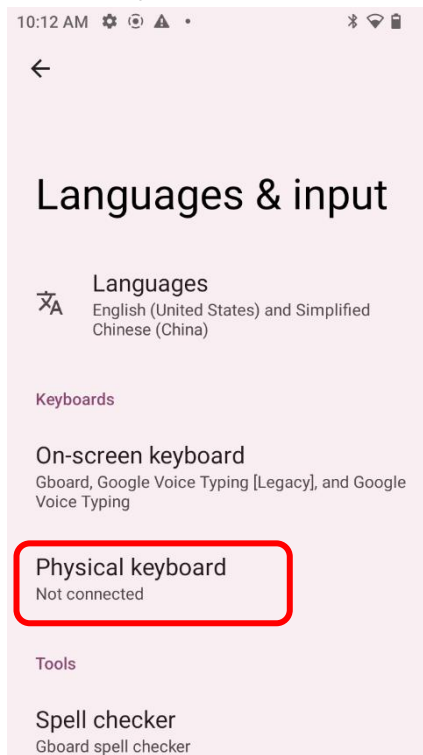 10:12 AM
Languages & input
Languages
English (United States) and Simplified
Chinese (China)
Keyboards
On-screen keyboard
Gboard, Google Voice Typing [Legacy], and Google
Voice Typing
Physical keyboard
Not connected
Tools
Spell checker
Gboard spell checker